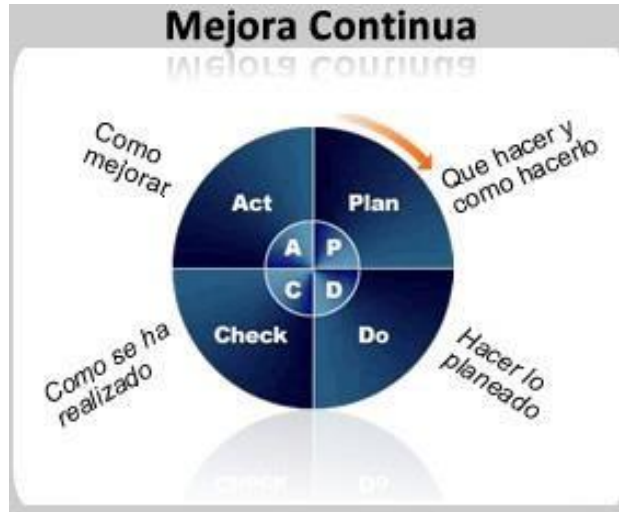 Mejora Continua
Como
mejorar
Que hacer y
como hacerlo
Act
Plan
A
P
C
D
Check
Do
Como se ha
realizado
Hacer lo
planeado